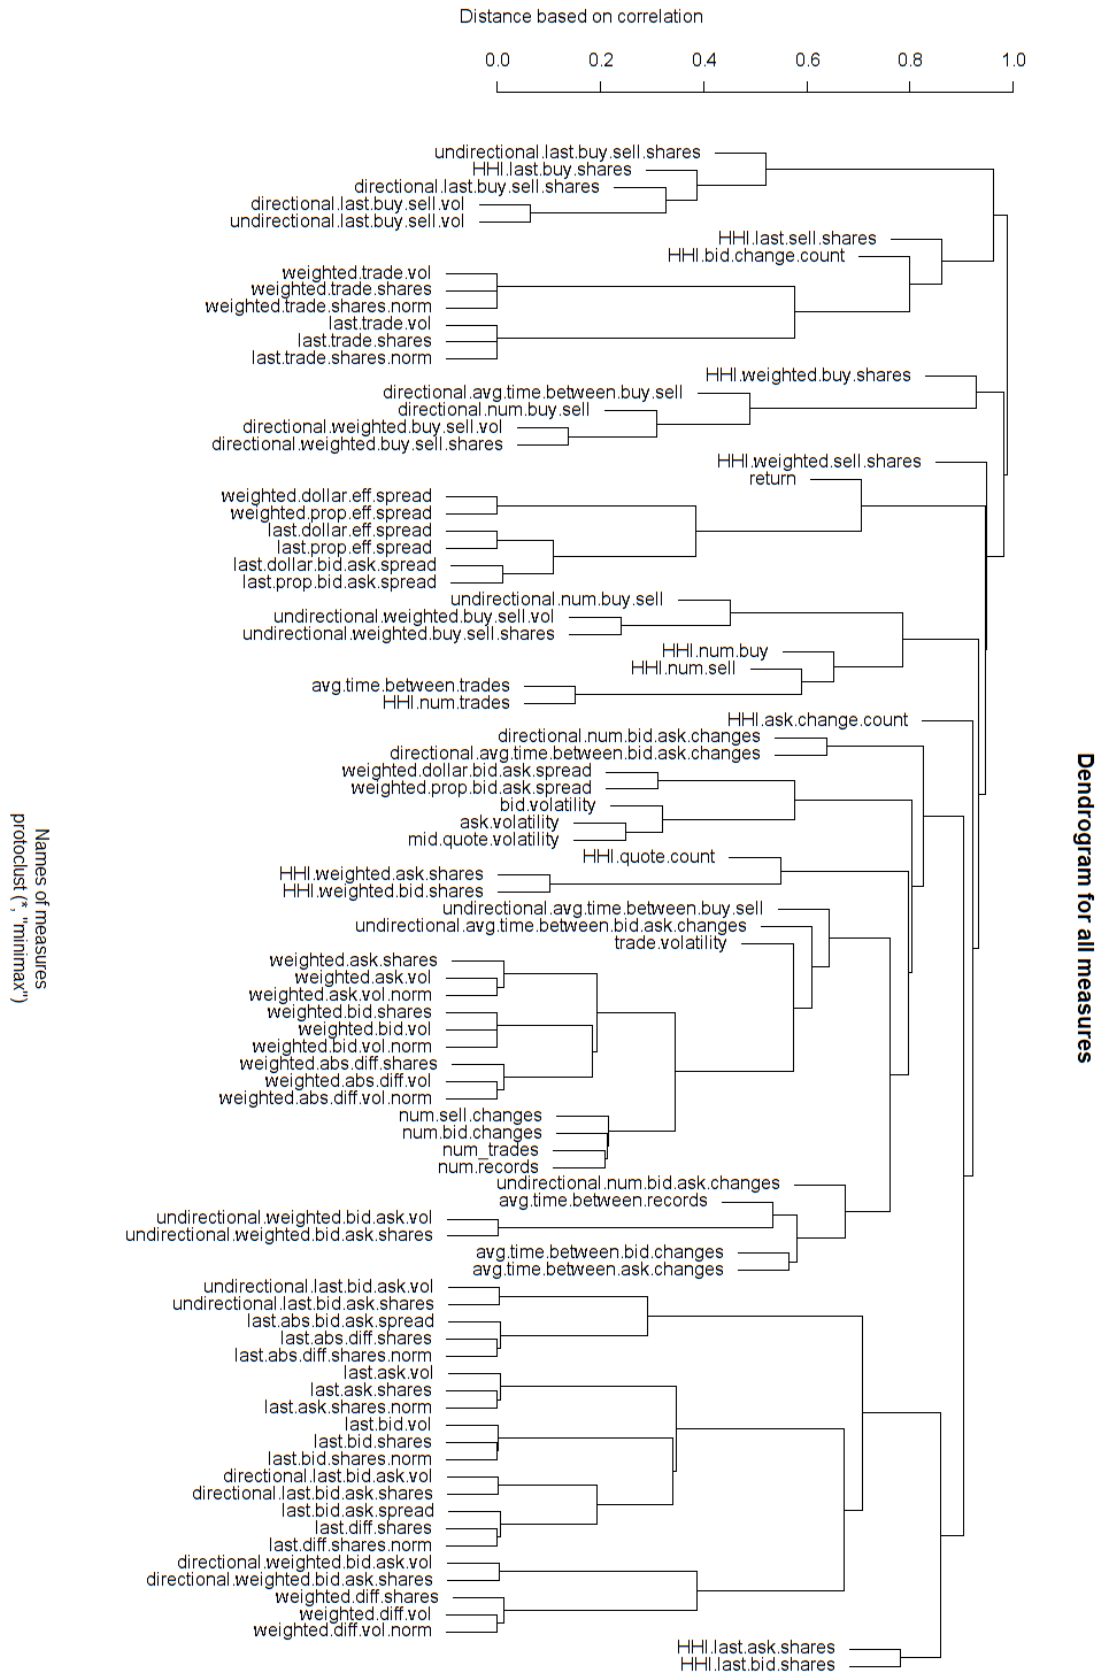 Distance based on correlation
0.0 0.2 0.4 0.6 0.8 1.0
undirectional.last.buy.sell.shares
HHI.last.buy.shares
directional.last.buy.sell.shares
directional.last.buy.sell.vol
undirectional.last.buy.sell.vol
HHI.last.sell.shares
HHI.bid.change.count
weighted.trade.vol
weighted.trade.shares
weighted.trade.shares.norm
last.trade.vol
last.trade.shares
last.trade.shares.norm
HHI.weighted.buy.shares
directional.avg.time.between.buy.sell
directional.num.buy.sell
directional.weighted.buy.sell.vol
directional.weighted.buy.sell.shares
HHI.weighted.sell.shares
return
weighted.dollar.eff.spread
weighted.prop.eff.spread
last.dollar.eff.spread
last.prop.eff.spread
last.dollar.bid.ask.spread
last.prop.bid.ask.spread
undirectional.num.buy.sell
undirectional.weighted.buy.sell.vol
undirectional.weighted.buy.sell.shares
HHI.num.buy
HHI.num.sell
avg.time.between.trades
HHI.num.trades
HHI.ask.change.count
directional.num.bid.ask.changes
directional.avg.time.between.bid.ask.changes
weighted.dollar.bid.ask.spread
weighted.prop.bid.ask.spread
bid.volatility
ask.volatility
mid.quote.volatility
HHI.quote.count
HHI.weighted.ask.shares
HHI.weighted.bid.shares
undirectional.avg.time.between.buy.sell
undirectional.avg.time.between.bid.ask.changes
trade.volatility
weighted.ask.shares
weighted.ask.vol
weighted.ask.vol.norm
weighted.bid.shares
weighted.bid.vol
weighted.bid.vol.norm
weighted.abs.diff.shares
weighted.abs.diff.vol
weighted.abs.diff.vol.norm
num.sell.changes
num.bid.changes
num_trades
num.records
undirectional.num.bid.ask.changes
avg.time.between.records
undirectional.weighted.bid.ask.vol
undirectional.weighted.bid.ask.shares
avg.time.between.bid.changes
avg.time.between.ask.changes
undirectional.last.bid.ask.vol
undirectional.last.bid.ask.shares
last.abs.bid.ask.spread
last.abs.diff.shares
last.abs.diff.shares.norm
last.ask.vol
last.ask.shares
last.ask.shares.norm
last.bid.vol
last.bid.shares
last.bid.shares.norm
directional.last.bid.ask.vol
directional.last.bid.ask.shares
last.bid.ask.spread
last.diff.shares
last.diff.shares.norm
directional.weighted.bid.ask.vol
directional.weighted.bid.ask.shares
weighted.diff.shares
weighted.diff.vol
weighted.diff.vol.norm
HHI.last.ask.shares
HHI.last.bid.shares
Dendrogram for all measures
Names of measures
protoclust (*, "minimax")